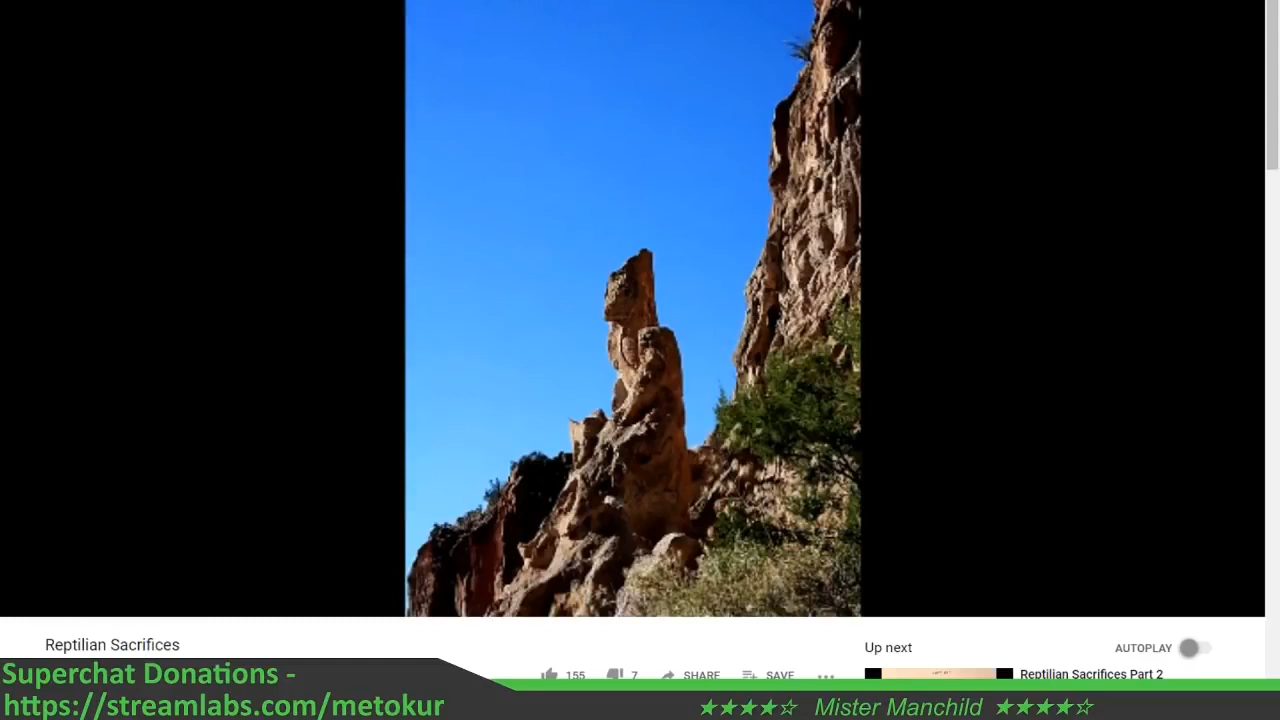 Reptilian Sacrifices
Up next
AUTOPLAY
155
7
SHARE
SAVE
Reptilian Sacrifices Part 2
Superchat Donations -
https://streamlabs.com/metokur
★★★★☆ Mister Manchild ★★★★☆